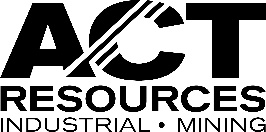 ACT
RESOURCES
INDUSTRIAL • MINING